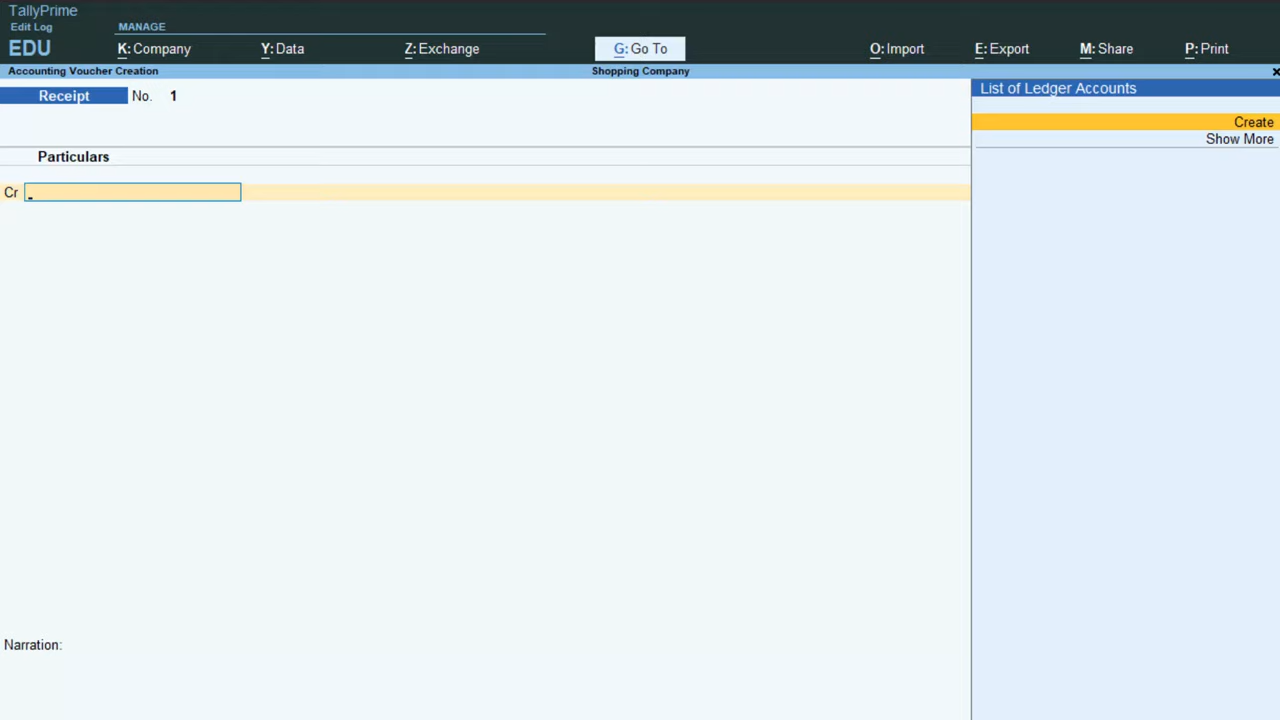 TallyPrime
Edit Log
MANAGE
EDU
K: Company
Y: Data
Z: Exchange
G: Go To
O: Import
E: Export
M: Share
P: Print
Accounting Voucher Creation
Shopping Company
Receipt No. 1
List of Ledger Accounts
Create
Show More
Particulars
Cr
Narration: